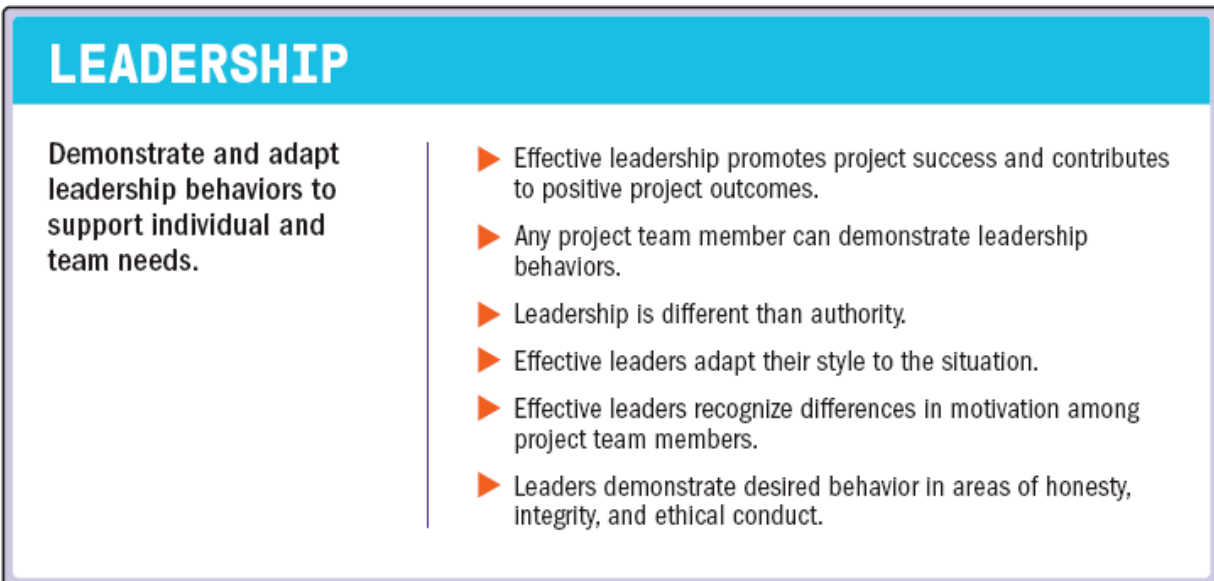 LEADERSHIP
Demonstrate and adapt
leadership behaviors to
support individual and
team needs.
Effective leadership promotes project success and contributes
to positive project outcomes.
Any project team member can demonstrate leadership
behaviors.
Leadership is different than authority.
Effective leaders adapt their style to the situation.
Effective leaders recognize differences in motivation among
project team members.
Leaders demonstrate desired behavior in areas of honesty,
integrity, and ethical conduct.